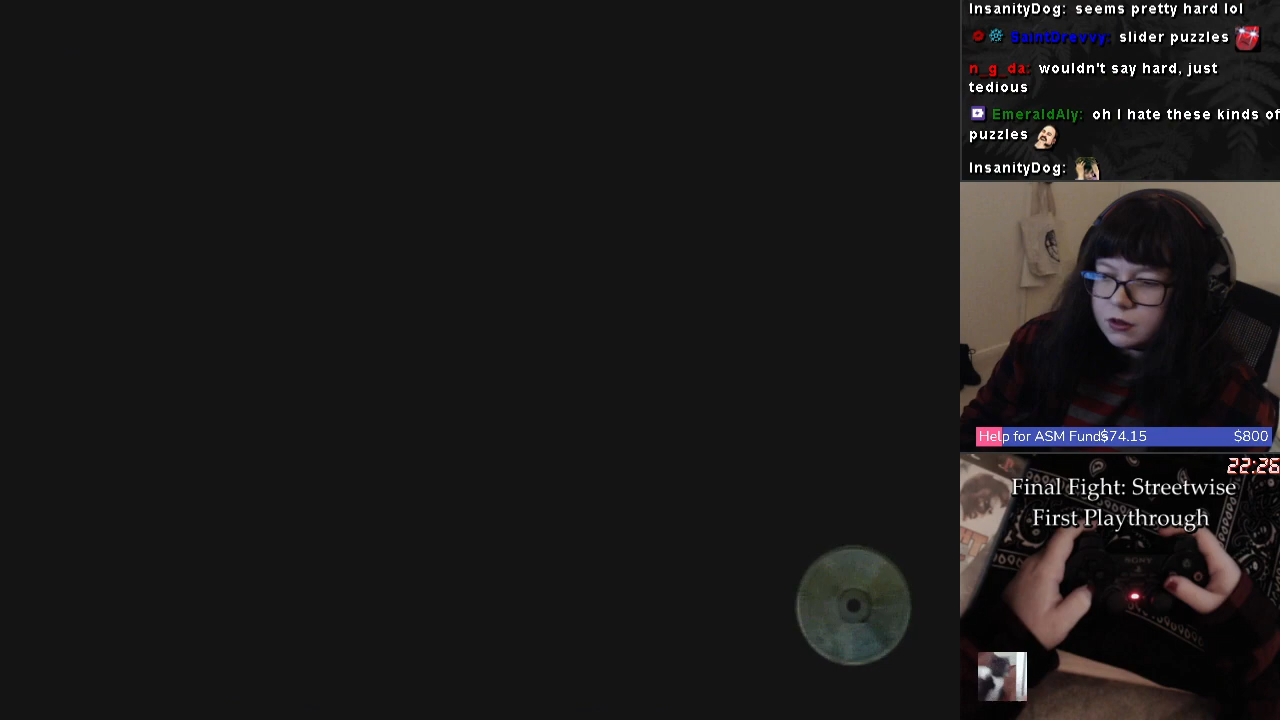 InsanityDog: seems pretty hard lol
SaintDrevvy: slider puzzles
n_g_da: wouldn't say hard, just
tedious
EmeraldAly: oh I hate these kinds of
puzzles
InsanityDog:
Help for ASM Fund $74.15 $800
22:26
Final Fight: Streetwise
First Playthrough
SONY